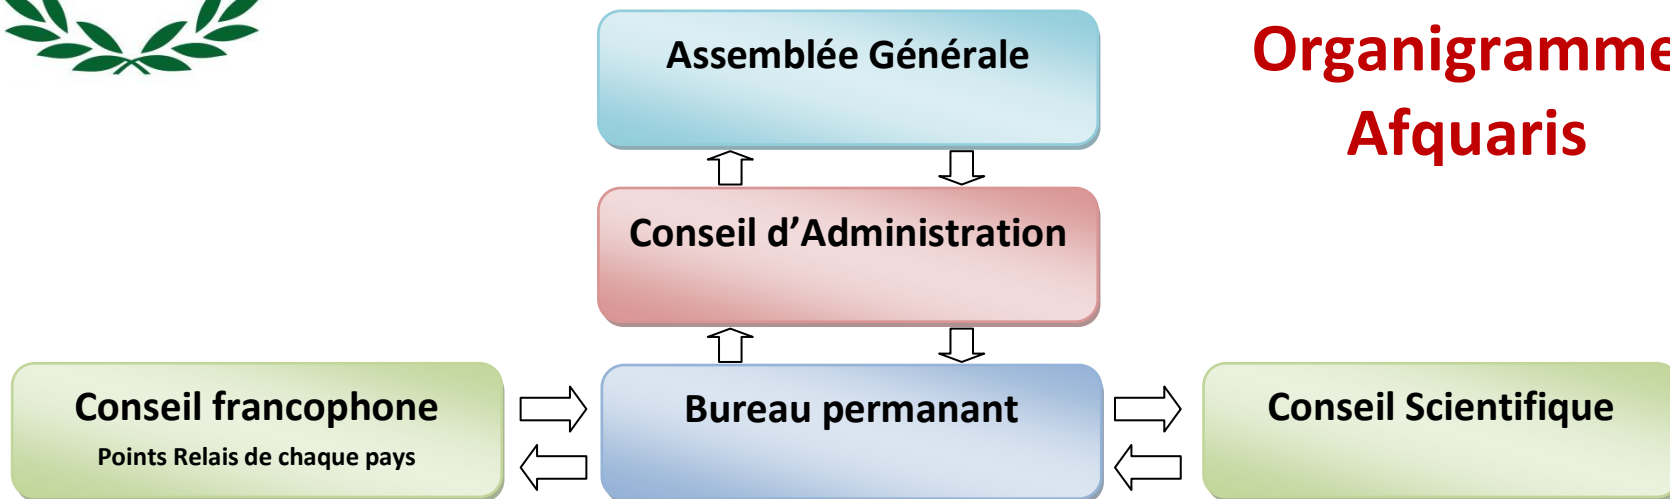 Organigramme
Afquaris
Assemblée Générale
Conseil d’Administration
Conseil francophone
Points Relais de chaque pays
Bureau permanant
Conseil Scientifique